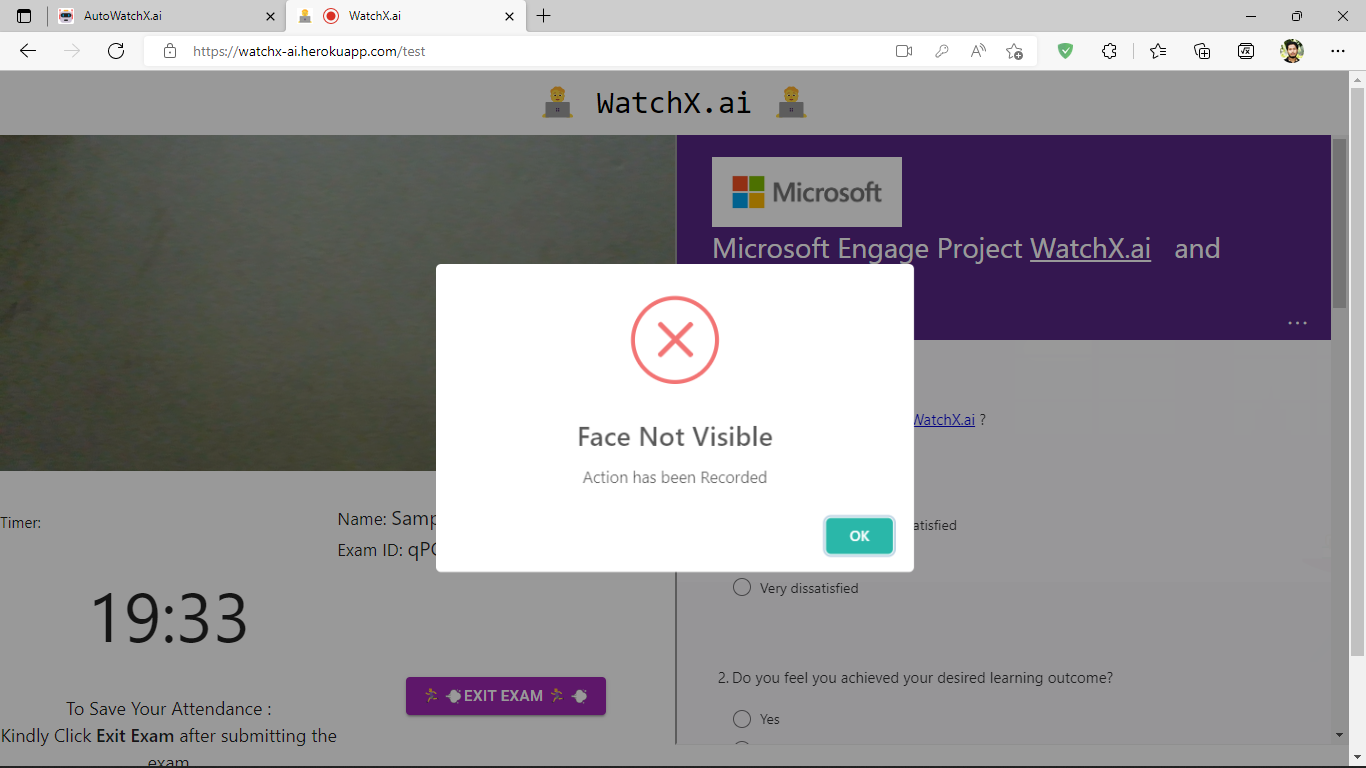 AutoWatchX.ai
WatchX.ai
https://watchx-ai.herokuapp.com/test
WatchX.ai
Microsoft
Microsoft Engage Project WatchX.ai and
WatchX.ai ?
Face Not Visible
Action has been Recorded
OK
Timer:
Name:
Exam ID:
19:33
Very dissatisfied
2. Do you feel you achieved your desired learning outcome?
Yes
EXIT EXAM
To Save Your Attendance :
Kindly Click Exit Exam after submitting the
exam